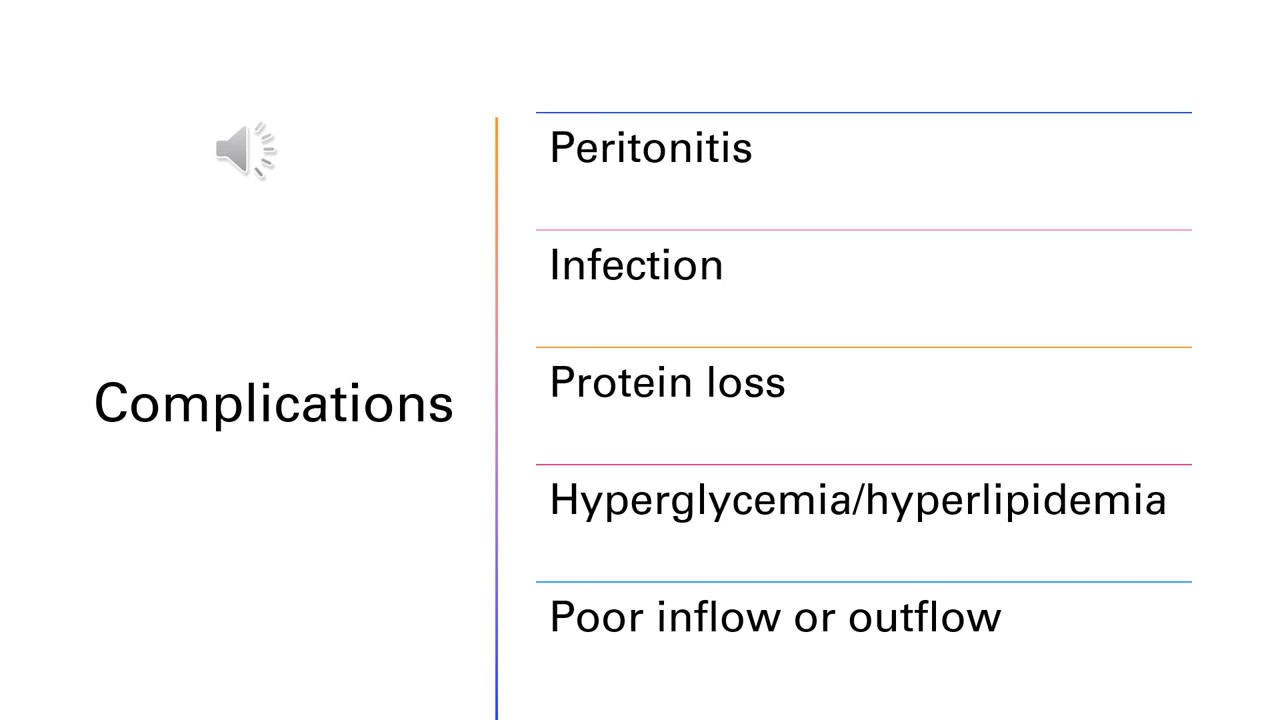 Complications
Peritonitis
Infection
Protein loss
Hyperglycemia/hyperlipidemia
Poor inflow or outflow